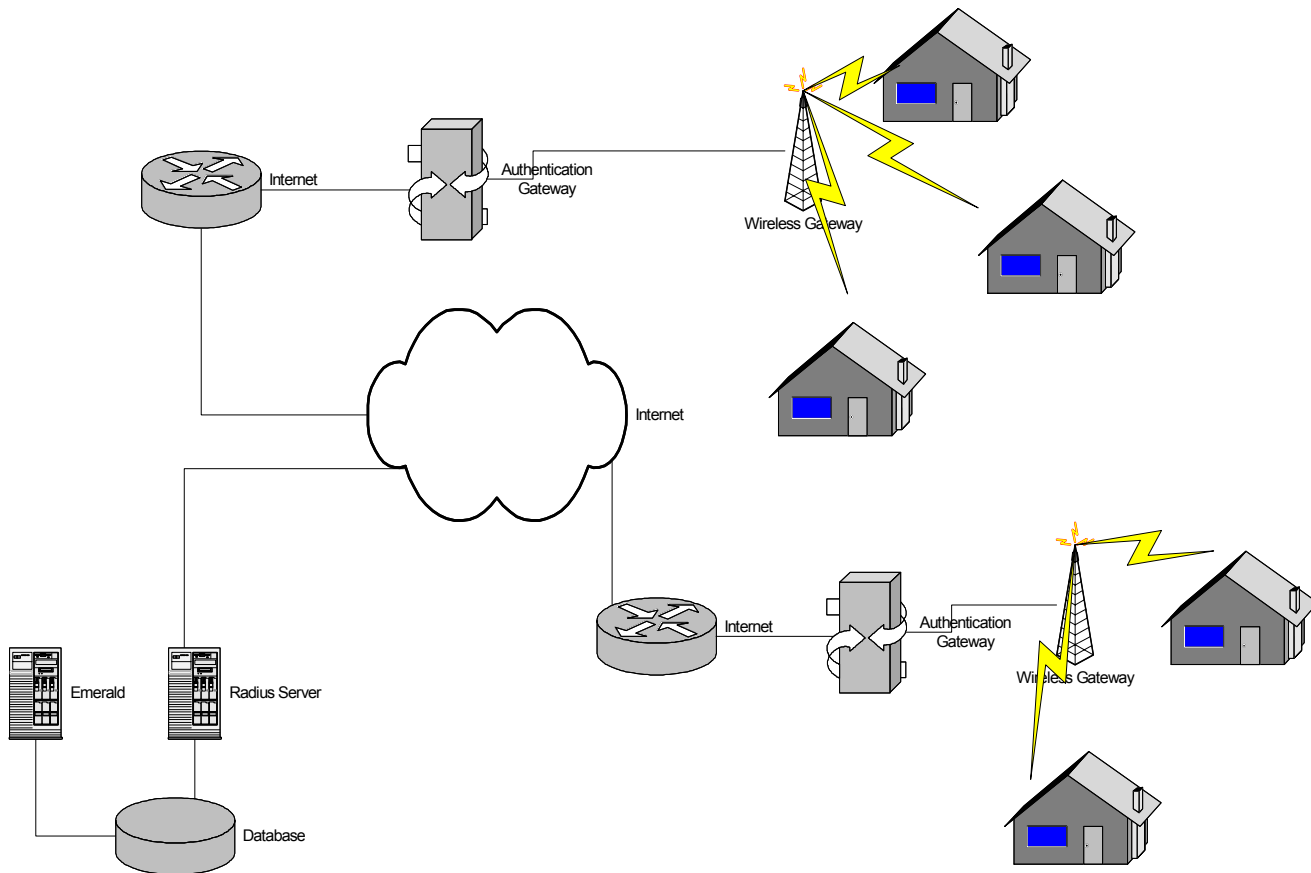 Internet
Authentication
Gateway
Wireless Gateway
Internet
Internet
Authentication
Gateway
Wireless Gateway
Emerald
Radius Server
Database